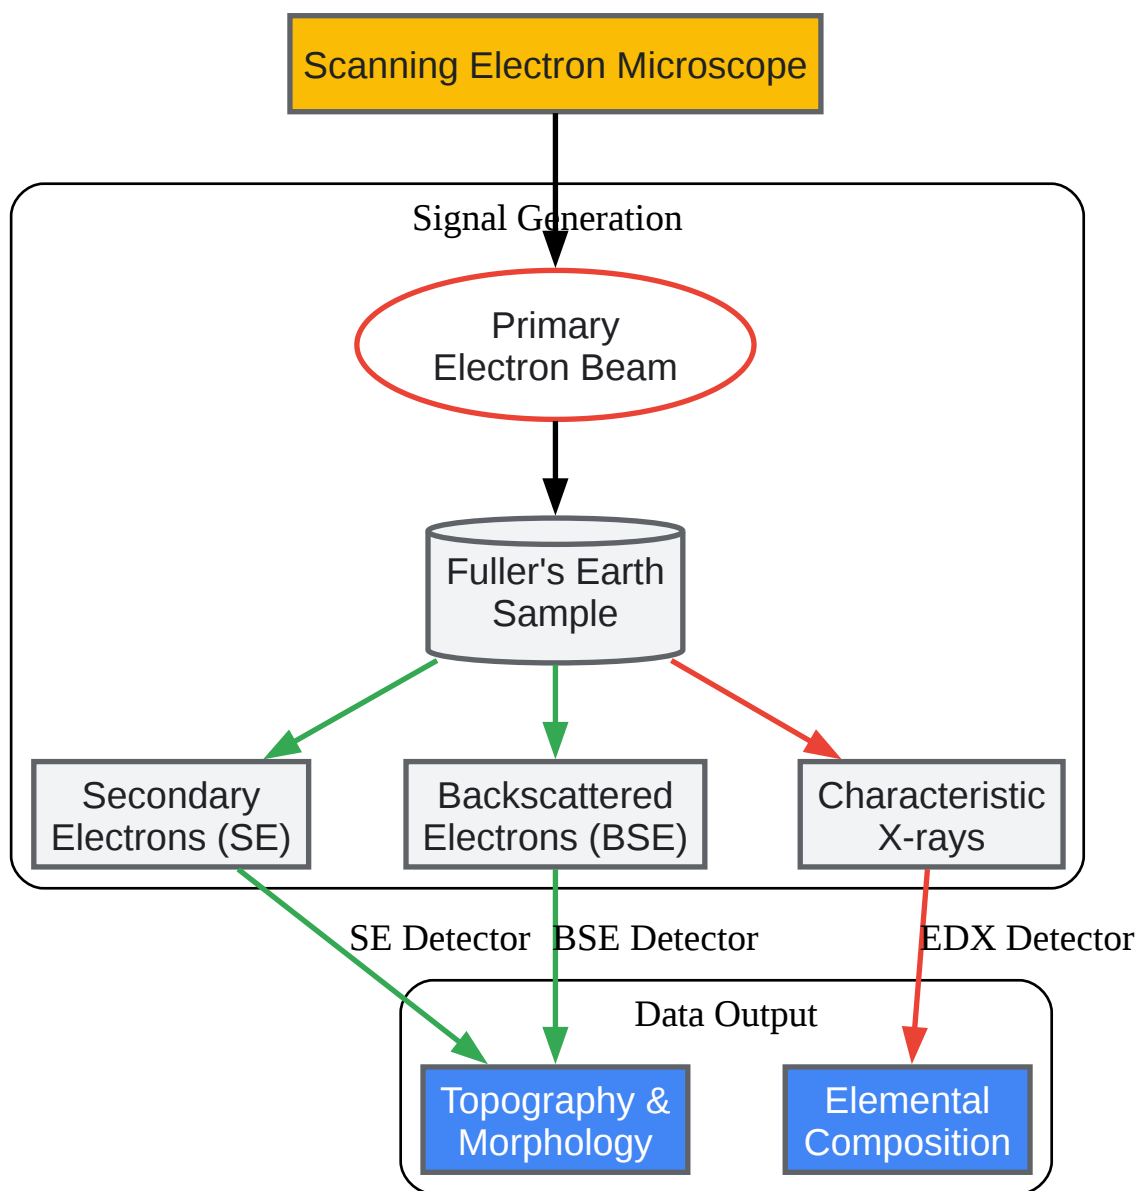 Scanning Electron Microscope
Signal Generation
Primary
Electron Beam
Fuller's Earth
Sample
Secondary
Electrons (SE)
Backscattered
Electrons (BSE)
Characteristic
X-rays
SE Detector
BSE Detector
EDX Detector
Data Output
Topography &
Morphology
Elemental
Composition